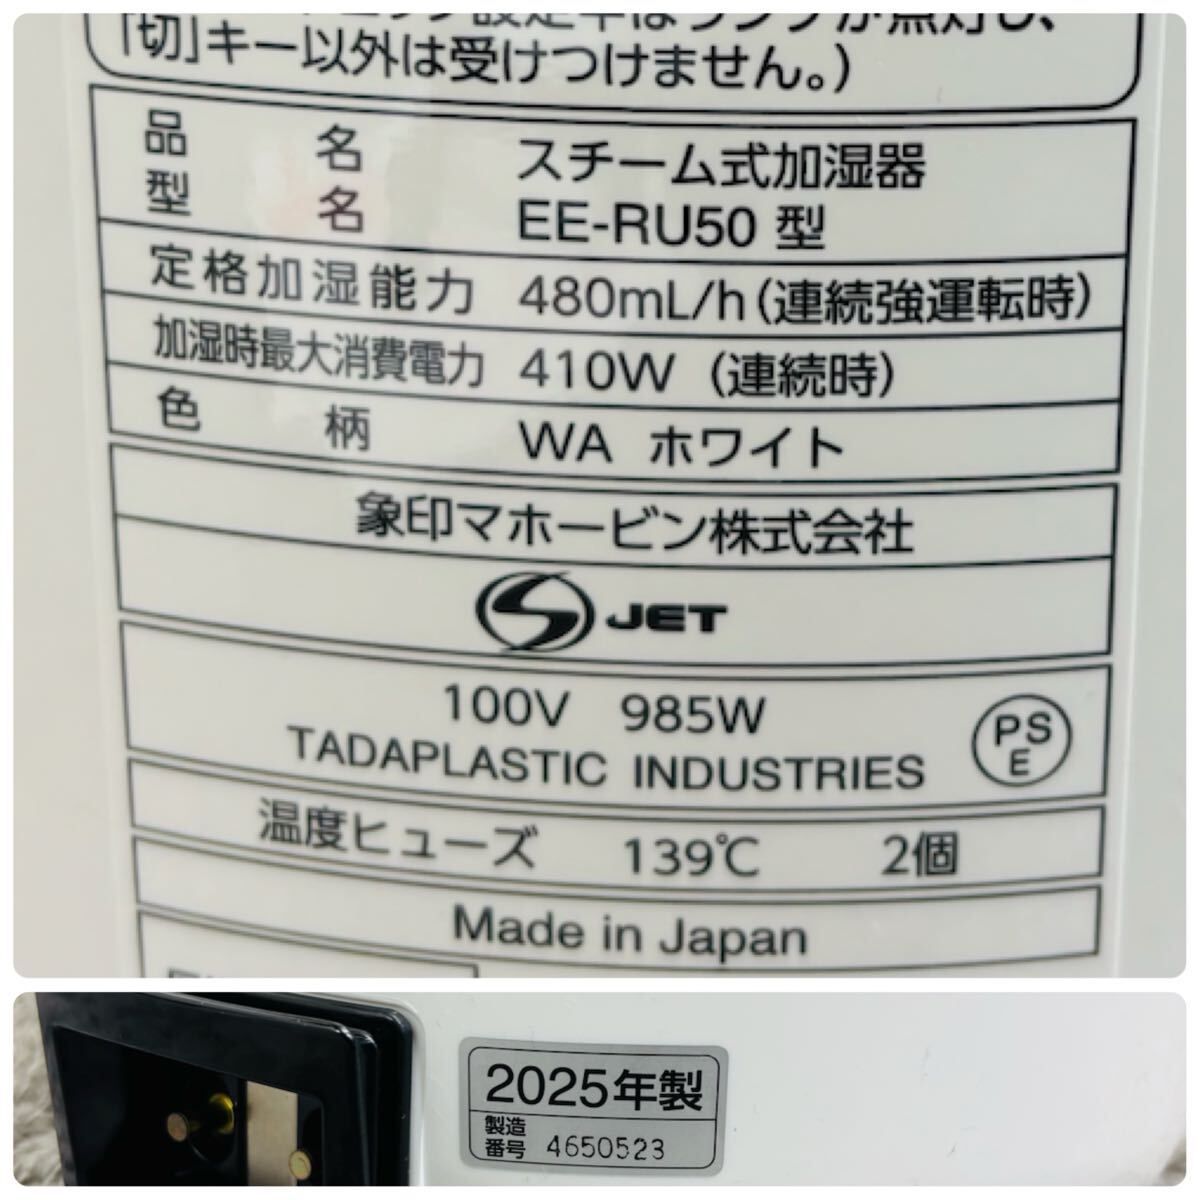 「切」キー以外は受けつけません。)
品名 スチーム式加湿器
型名 EE-RU50 型
定格加湿能力 480mL/h(連続強運転時)
加湿時最大消費電力 410W (連続時)
色柄 WA ホワイト
象印マホービン株式会社
S JET
100V 985W
TADAPLASTIC INDUSTRIES
PS
E
温度ヒューズ 139℃ 2個
Made in Japan
2025年製
製造
番号 4650523